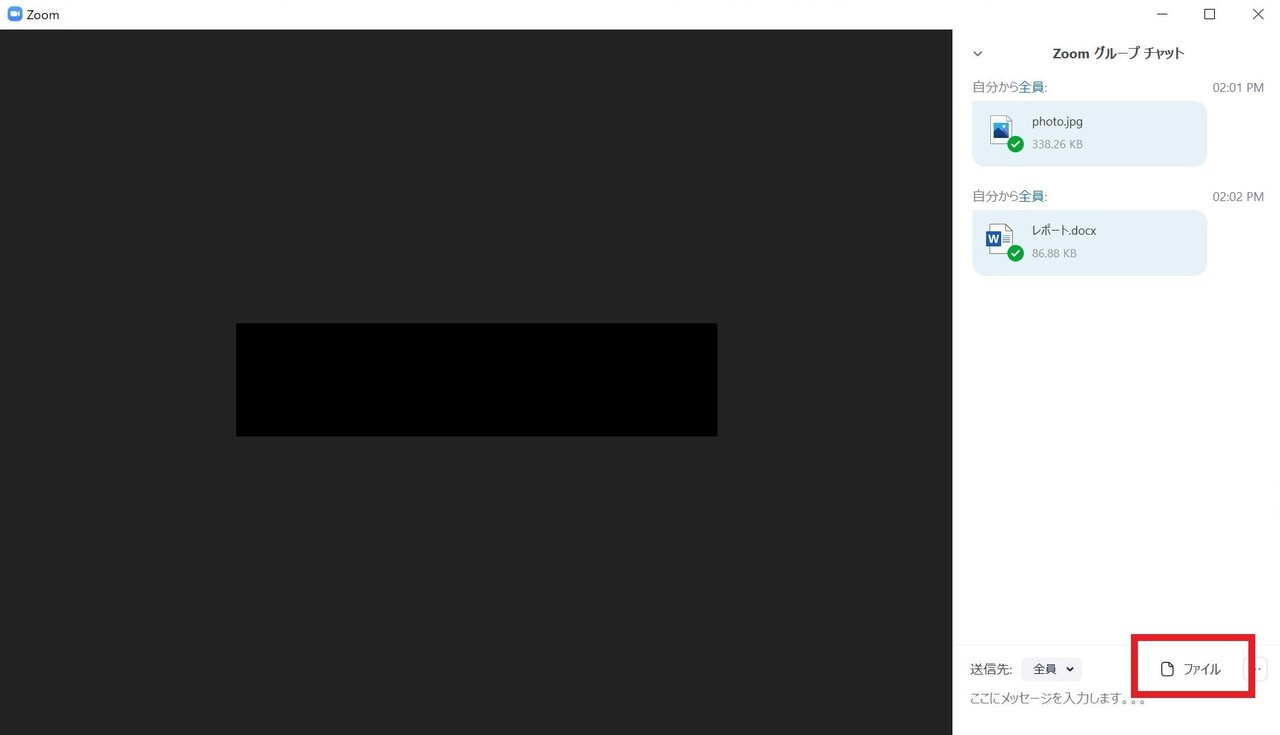 Zoom
Zoom グループ チャット
自分から全員: 02:01 PM
photo.jpg
338.26 KB
自分から全員: 02:02 PM
W レポート.docx
86.88 KB
送信先: 全員 ファイル ...
ここにメッセージを入力します。。。